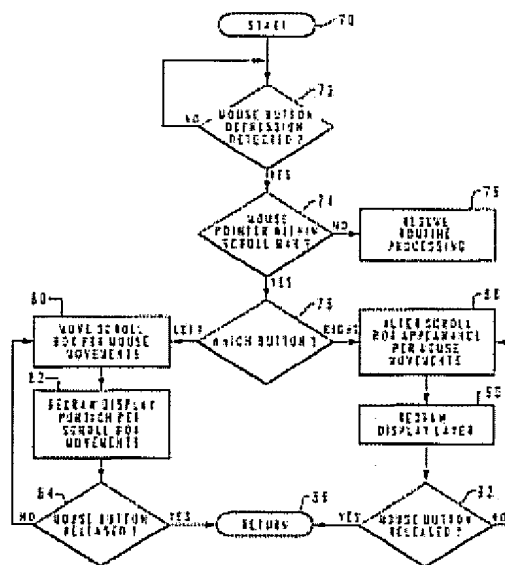 START
70
72
MOUSE BUTTON
DEPRESSION
DETECTED ?
NO
YES
74
MOUSE
POINTER WITHIN
SCROLL BAR ?
NO
YES
76
RESUME
ROUTINE
PROCESSING
80
MOVE SCROLL
BOX PER MOUSE
MOVEMENTS
LEFT
WHICH BUTTON ?
RIGHT
ALTER SCROLL
BOX APPEARANCE
PER MOUSE
MOVEMENTS
82
REDRAW DISPLAY
PORTION PER
SCROLL BOX
MOVEMENTS
REDRAW
DISPLAY LAYER
84
NO
MOUSE BUTTON
RELEASED ?
YES
RETURN
YES
MOUSE BUTTON
RELEASED ?
NO